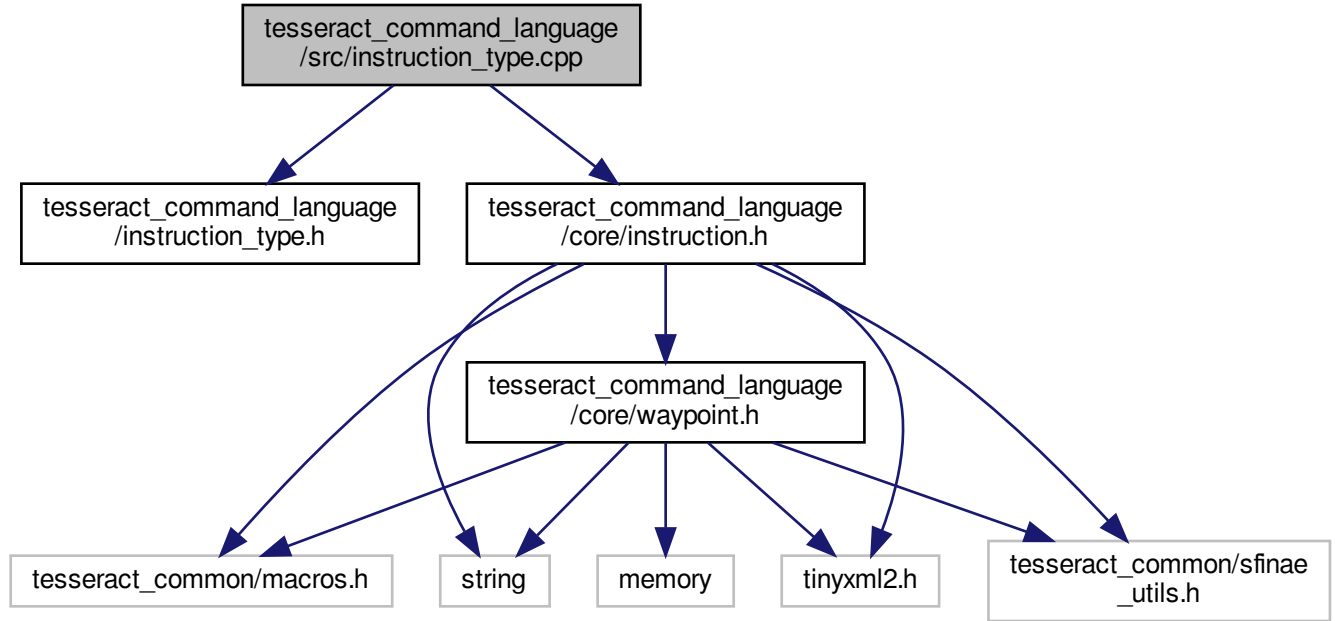 tesseract_command_language
/src/instruction_type.cpp
tesseract_command_language
/instruction_type.h
tesseract_command_language
/core/instruction.h
tesseract_command_language
/core/waypoint.h
tesseract_common/macros.h
string
memory
tinyxml2.h
tesseract_common/sfinae
_utils.h